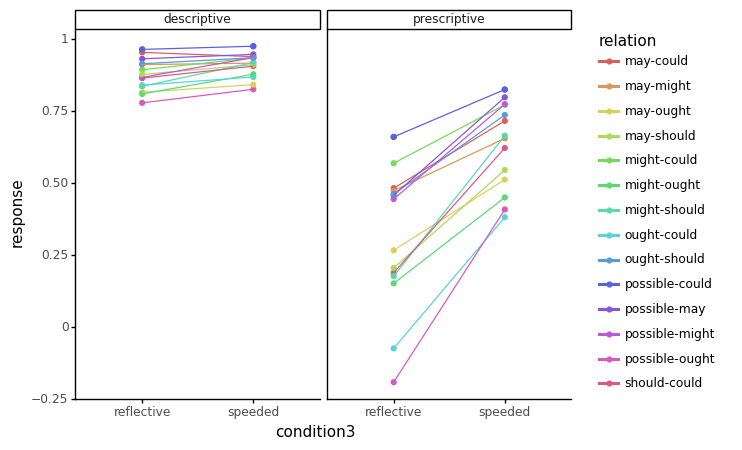 descriptive
prescriptive
1
0.75
0.50
0.25
0
−0.25
response
reflective
speeded
reflective
speeded
condition3
relation
may-could
may-might
may-ought
may-should
might-could
might-ought
might-should
ought-could
ought-should
possible-could
possible-may
possible-might
possible-ought
should-could